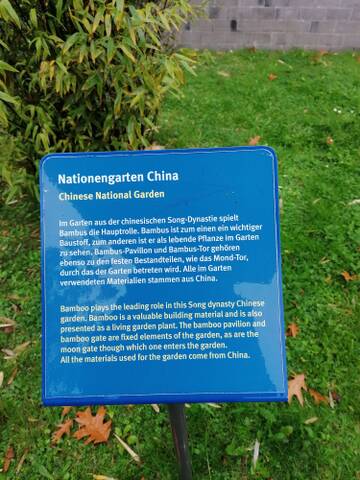 Nationengarten China
Chinese National Garden
Im Garten aus der chinesischen Song-Dynastie spielt
Bambus die Hauptrolle. Bambus ist zum einen ein wichtiger
Baustoff, zum anderen ist er als lebende Pflanze im Garten
zu sehen. Bambus-Pavillon und Bambus-Tor gehören
ebenso zu den festen Bestandteilen, wie das Mond-Tor,
durch das der Garten betreten wird. Alle im Garten
verwendeten Materialien stammen aus China.
Bamboo plays the leading role in this Song dynasty Chinese
garden. Bamboo is a valuable building material and is also
presented as a living garden plant. The bamboo pavilion and
bamboo gate are fixed elements of the garden, as are the
moon gate though which one enters the garden.
All the materials used for the garden come from China.